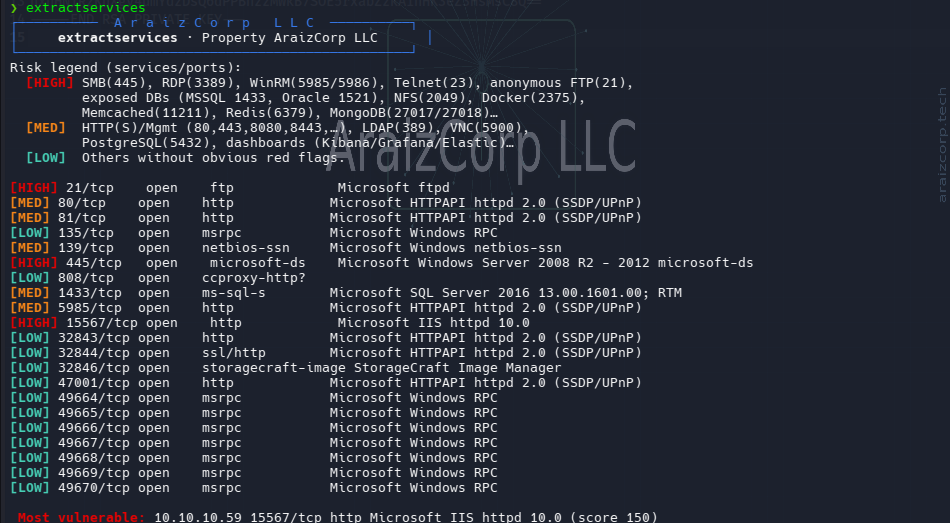 ❯ extractservices
AraizCorp LLC
extractservices · Property AraizCorp LLC
Risk legend (services/ports):
[HIGH] SMB(445), RDP(3389), WinRM(5985/5986), Telnet(23), anonymous FTP(21),
exposed DBs (MSSQL 1433, Oracle 1521), NFS(2049), Docker(2375),
Memcached(11211), Redis(6379), MongoDB(27017/27018)…
[MED] HTTP(S)/Mgmt (80,443,8080,8443,…), LDAP(389), VNC(5900),
PostgreSQL(5432), dashboards (Kibana/Grafana/Elastic)…
[LOW] Others without obvious red flags.
AraizCorp LLC
araizcorp.tech
[HIGH] 21/tcp open ftp Microsoft ftpd
[MED] 80/tcp open http Microsoft HTTPAPI httpd 2.0 (SSDP/UPnP)
[MED] 81/tcp open http Microsoft HTTPAPI httpd 2.0 (SSDP/UPnP)
[LOW] 135/tcp open msrpc Microsoft Windows RPC
[MED] 139/tcp open netbios-ssn Microsoft Windows netbios-ssn
[HIGH] 445/tcp open microsoft-ds Microsoft Windows Server 2008 R2 - 2012 microsoft-ds
[LOW] 808/tcp open ccproxy-http?
[MED] 1433/tcp open ms-sql-s Microsoft SQL Server 2016 13.00.1601.00; RTM
[MED] 5985/tcp open http Microsoft HTTPAPI httpd 2.0 (SSDP/UPnP)
[HIGH] 15567/tcp open http Microsoft IIS httpd 10.0
[LOW] 32843/tcp open http Microsoft HTTPAPI httpd 2.0 (SSDP/UPnP)
[LOW] 32844/tcp open ssl/http Microsoft HTTPAPI httpd 2.0 (SSDP/UPnP)
[LOW] 32846/tcp open storagecraft-image StorageCraft Image Manager
[LOW] 47001/tcp open http Microsoft HTTPAPI httpd 2.0 (SSDP/UPnP)
[LOW] 49664/tcp open msrpc Microsoft Windows RPC
[LOW] 49665/tcp open msrpc Microsoft Windows RPC
[LOW] 49666/tcp open msrpc Microsoft Windows RPC
[LOW] 49667/tcp open msrpc Microsoft Windows RPC
[LOW] 49668/tcp open msrpc Microsoft Windows RPC
[LOW] 49669/tcp open msrpc Microsoft Windows RPC
[LOW] 49670/tcp open msrpc Microsoft Windows RPC
Most vulnerable: 10.10.10.59 15567/tcp http Microsoft IIS httpd 10.0 (score 150)